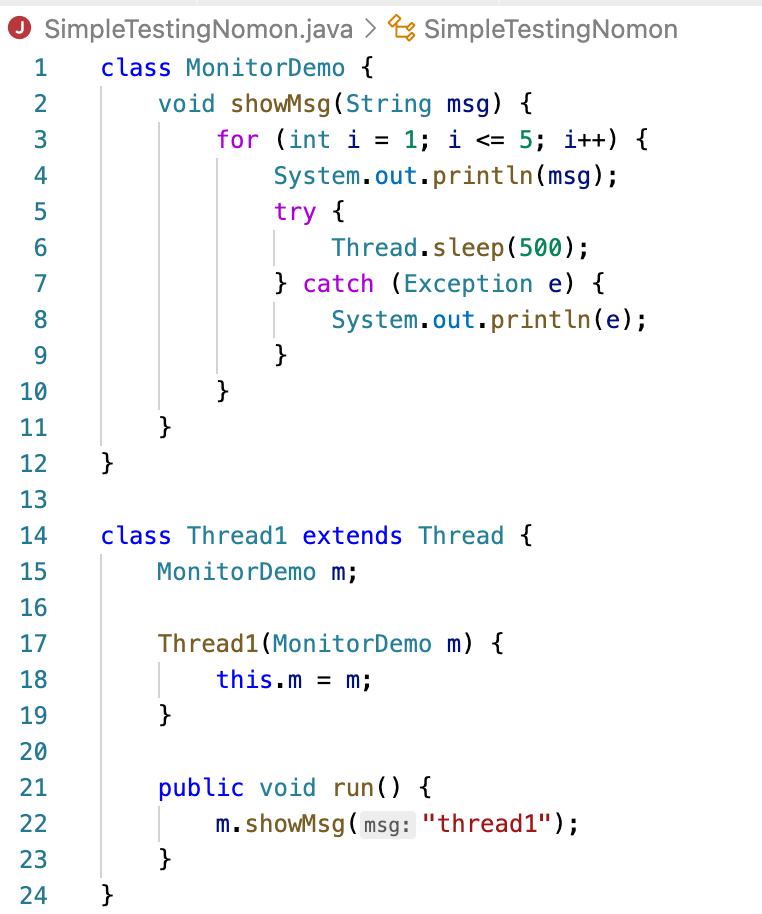 J SimpleTestingNomon.java > SimpleTestingNomon
1 class MonitorDemo {
2     void showMsg(String msg) {
3         for (int i = 1; i <= 5; i++) {
4             System.out.println(msg);
5             try {
6                 Thread.sleep(500);
7             } catch (Exception e) {
8                 System.out.println(e);
9             }
10         }
11     }
12 }
13
14 class Thread1 extends Thread {
15     MonitorDemo m;
16
17     Thread1(MonitorDemo m) {
18         this.m = m;
19     }
20
21     public void run() {
22         m.showMsg(msg: "thread1");
23     }
24 }